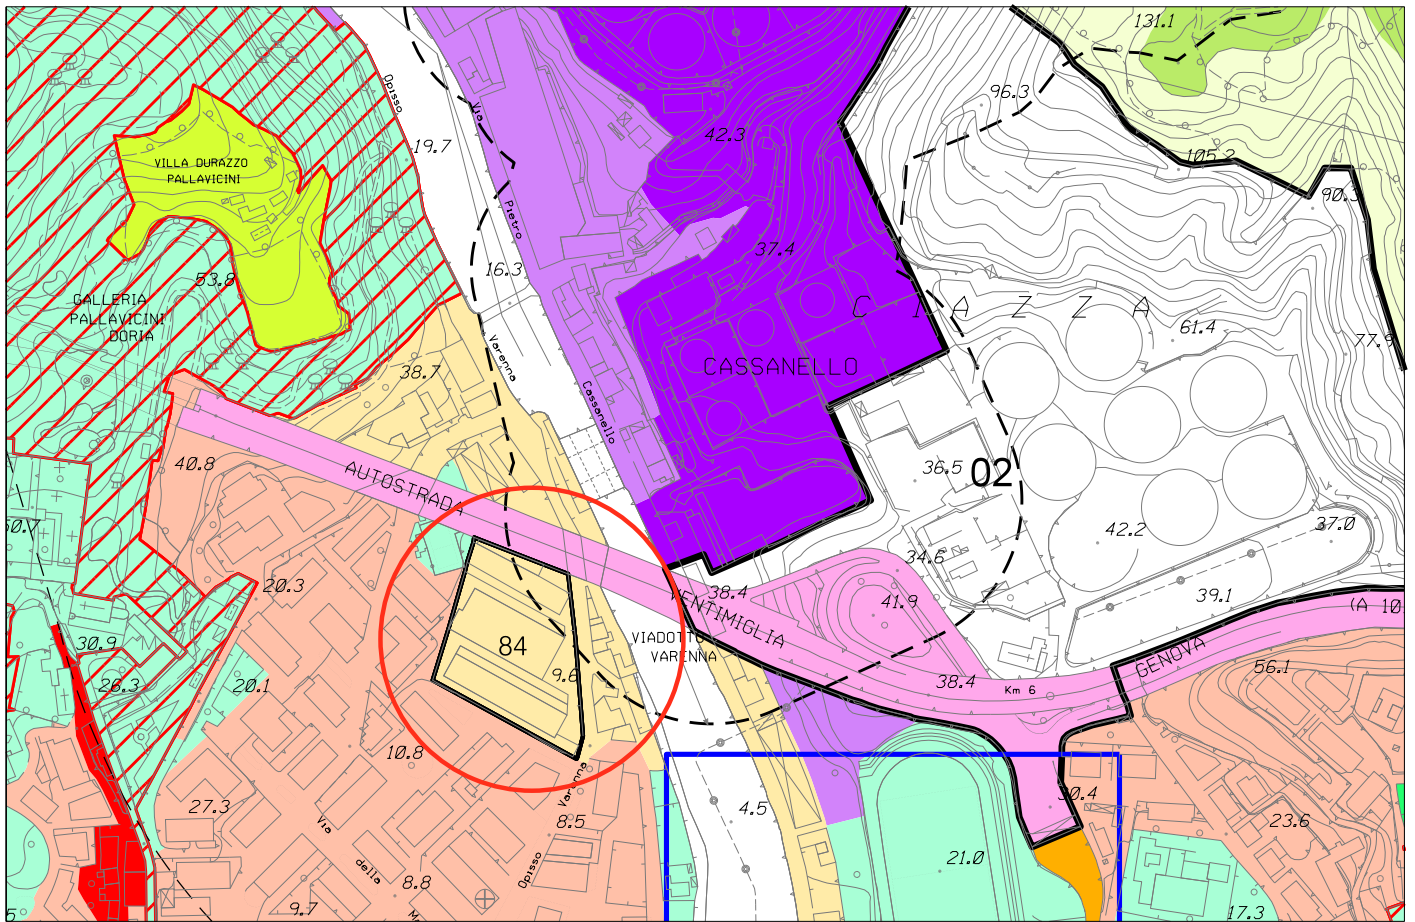 131.1
Opisso
96.3
Via
42.3
19.7
VILLA DURAZZO
PALLAVICINI
105.2
90.3
Pietro
37.4
16.3
53.8
GALLERIA
PALLAVICINI
DORIA
C I A Z Z A
61.4
77.9
Varenna
CASSANELLO
38.7
Cassanello
40.8
AUTOSTRADA
36.5
02
42.2
37.0
34.6
20.3
38.4
VENTIMIGLIA
41.9
39.1
(A 10
30.9
84
VIADOTTO
VARENNA
GENOVA
56.1
26.3
20.1
9.6
38.4
Km 6
10.8
Varenna
30.4
27.3
4.5
Via
8.5
23.6
21.0
della
Opisso
8.8
9.7
17.3